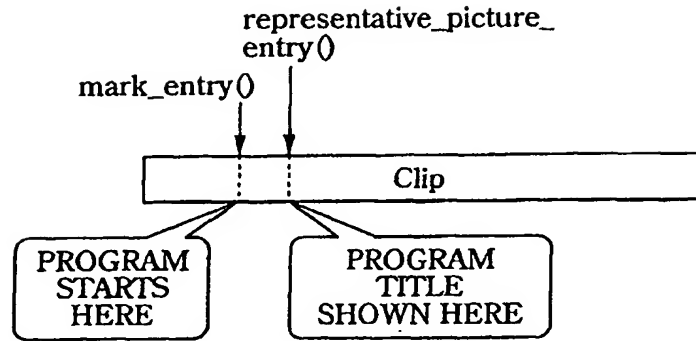 representative_picture_
entry()
mark_entry()
Clip
PROGRAM
STARTS
HERE
PROGRAM
TITLE
SHOWN HERE